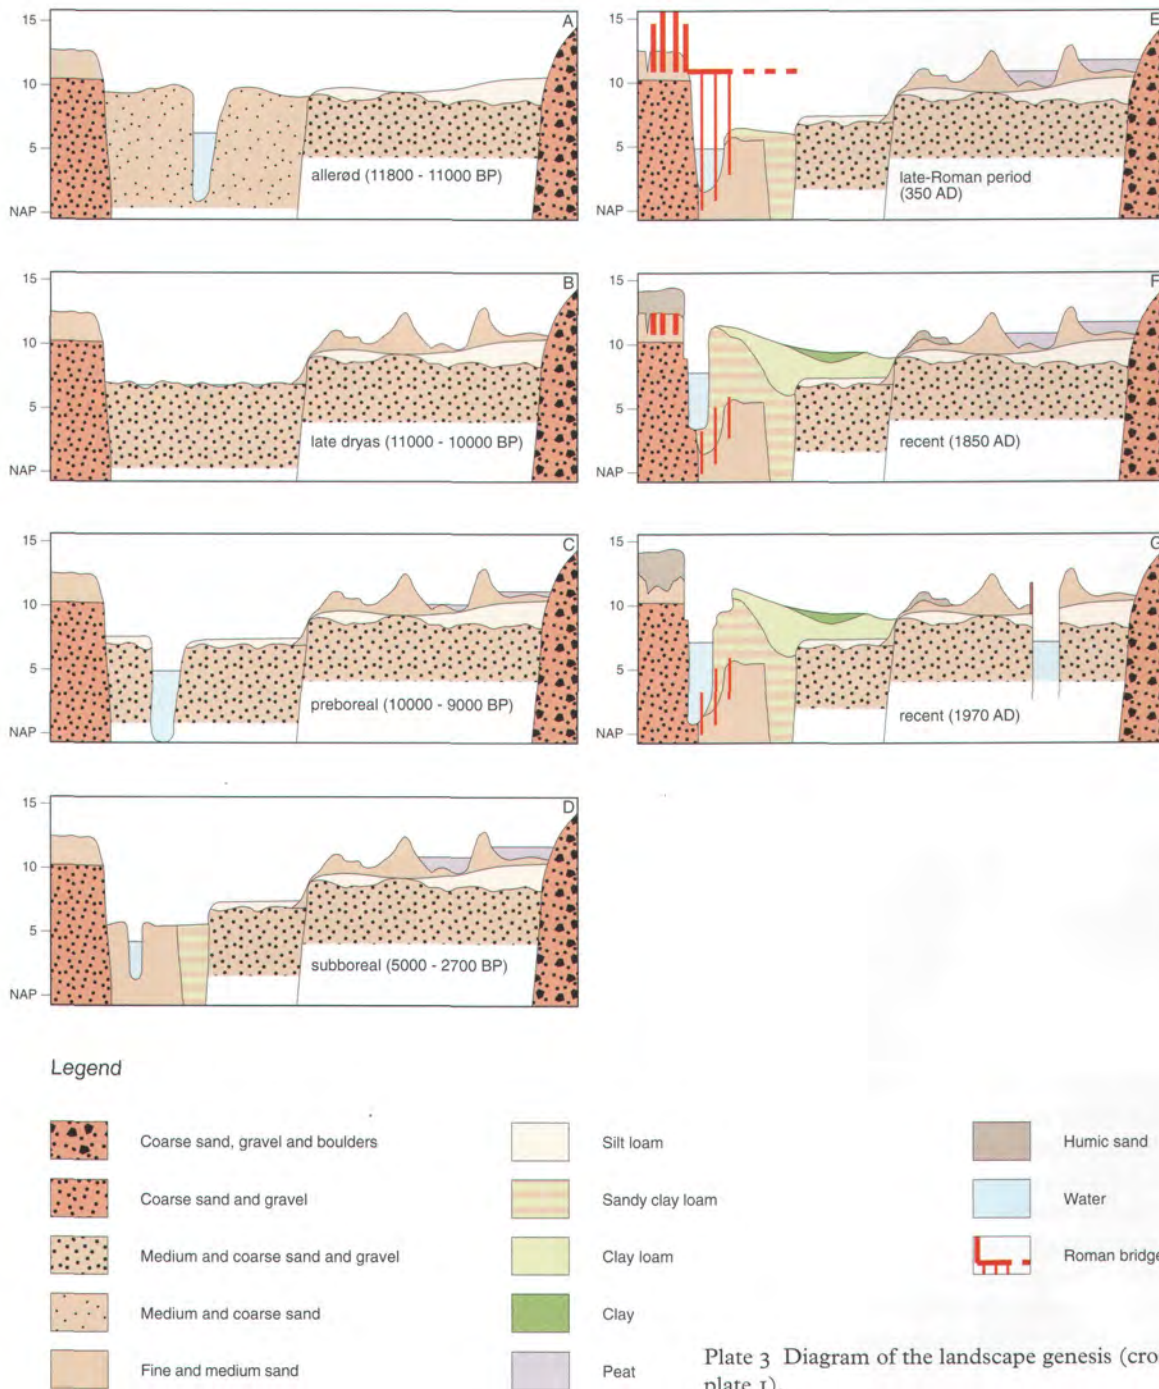 A
15
10
5
NAP
allerød (11800 - 11000 BP)
B
15
10
5
NAP
late dryas (11000 - 10000 BP)
C
15
10
5
NAP
preboreal (10000 - 9000 BP)
D
15
10
5
NAP
subboreal (5000 - 2700 BP)
E
15
10
5
NAP
late-Roman period
(350 AD)
F
15
10
5
NAP
recent (1850 AD)
G
15
10
5
NAP
recent (1970 AD)
Legend
Coarse sand, gravel and boulders
Coarse sand and gravel
Medium and coarse sand and gravel
Medium and coarse sand
Fine and medium sand
Silt loam
Sandy clay loam
Clay loam
Clay
Peat
Humic sand
Water
Roman bridge
Plate 3 Diagram of the landscape genesis (cro
plate 1).